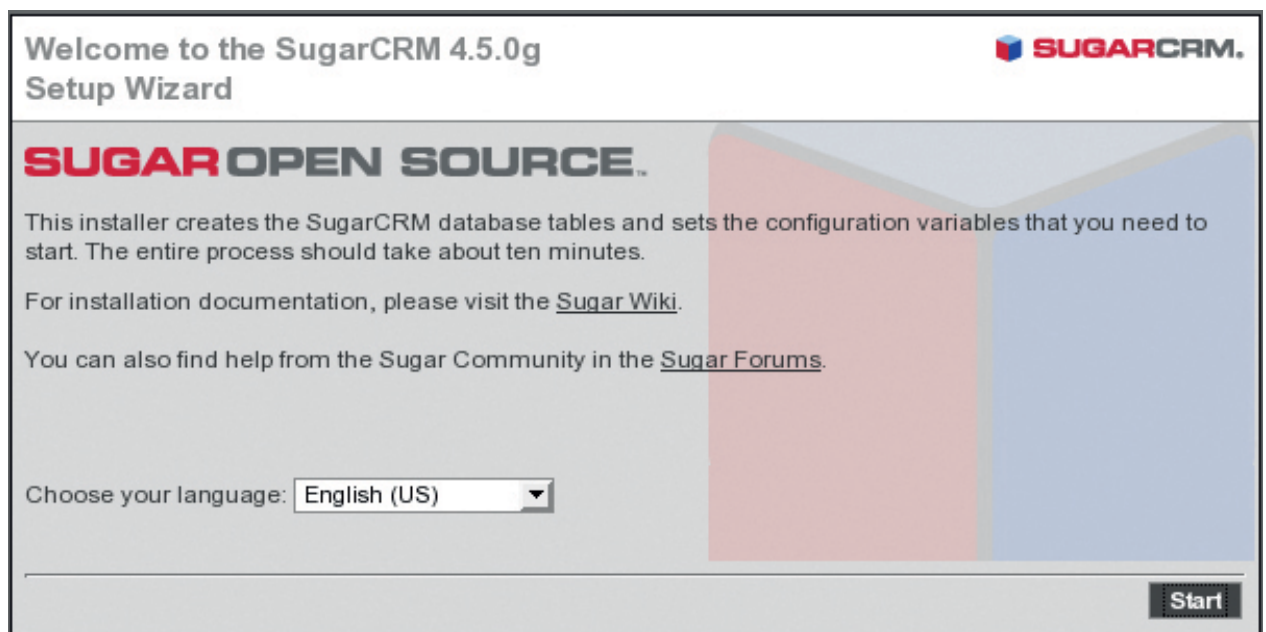 Welcome to the SugarCRM 4.5.0g
Setup Wizard
SUGARCRM.
SUGAR OPEN SOURCE™
This installer creates the SugarCRM database tables and sets the configuration variables that you need to
start. The entire process should take about ten minutes.
For installation documentation, please visit the Sugar Wiki.
You can also find help from the Sugar Community in the Sugar Forums.
Choose your language: English (US)
Start